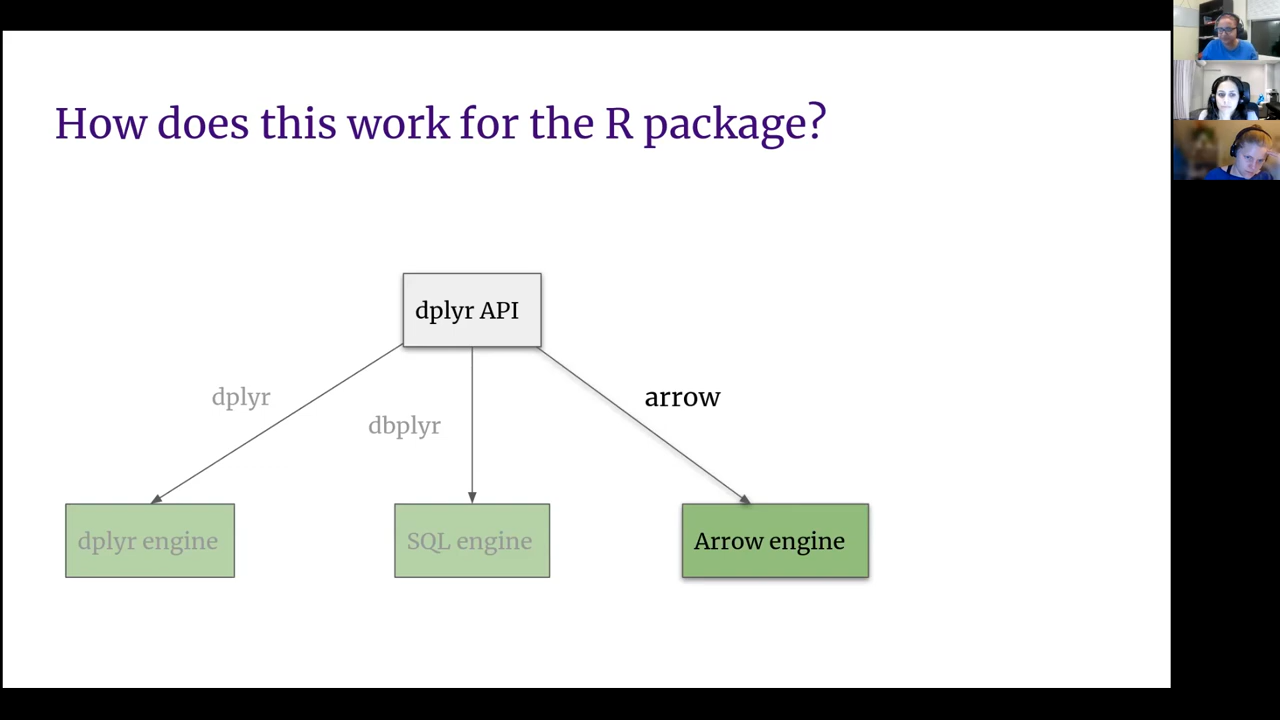 How does this work for the R package?
dplyr API
dplyr
dbplyr
arrow
dplyr engine
SQL engine
Arrow engine